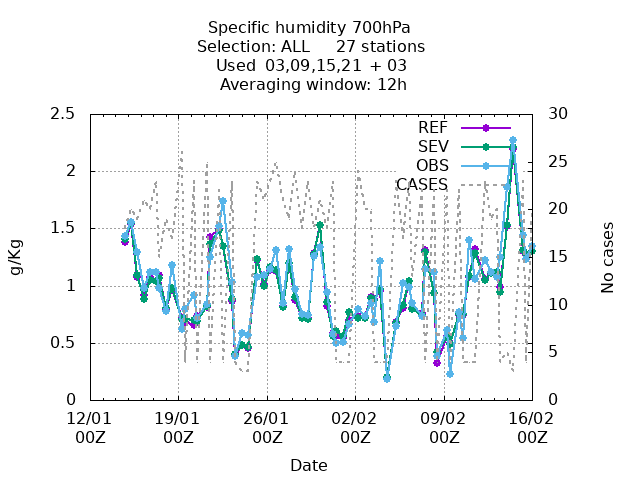 Specific humidity 700hPa
Selection: ALL 27 stations
Used 03,09,15,21 + 03
Averaging window: 12h
2.5
2
1.5
1
0.5
0
g/Kg
REF
SEV
OBS
CASES
30
25
20
15
10
5
0
No cases
12/01 19/01 26/01 02/02 09/02 16/02
00Z 00Z 00Z 00Z 00Z 00Z
Date